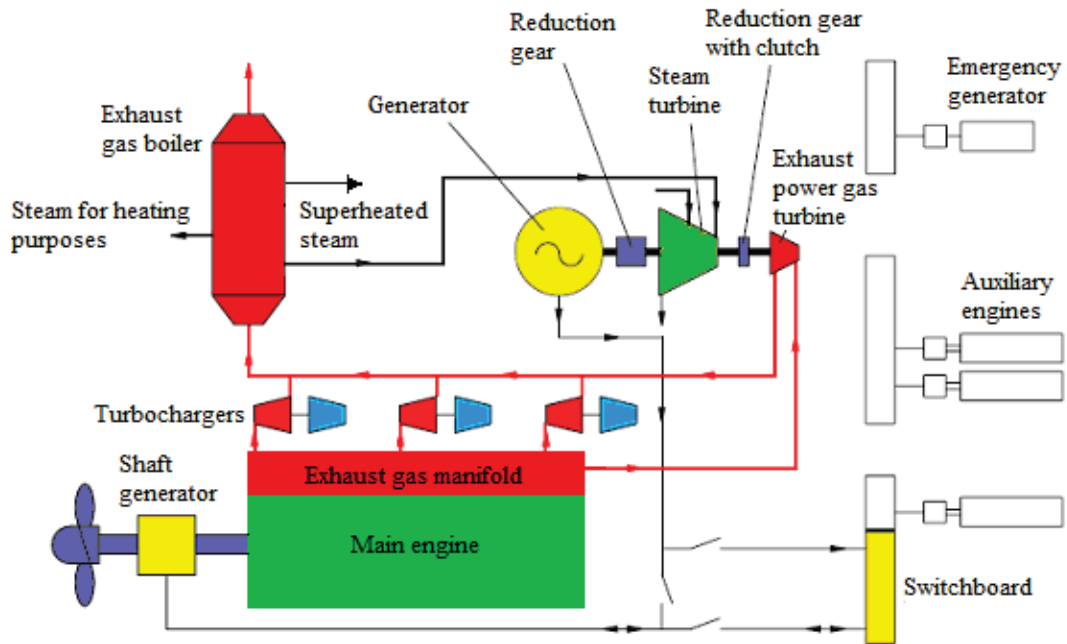 Reduction
gear
Reduction gear
with clutch
Steam
turbine
Generator
Emergency
generator
Exhaust
gas boiler
Exhaust
power gas
turbine
Steam for heating
purposes
Superheated
steam
Auxiliary
engines
Turbochargers
Shaft
generator
Exhaust gas manifold
Main engine
Switchboard